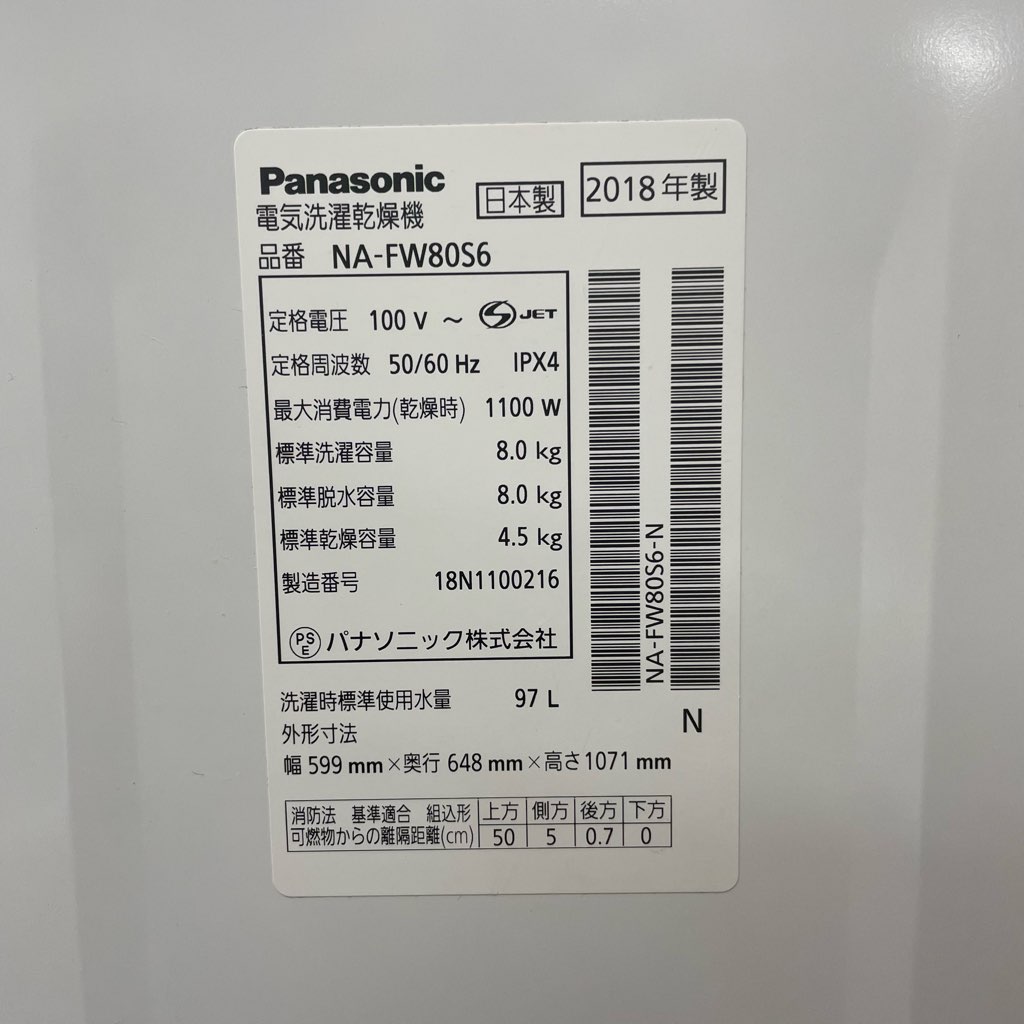 Panasonic 日本製 2018年製
電気洗濯乾燥機
品番 NA-FW80S6
定格電圧 100 V ~ S JET
定格周波数 50/60 Hz IPX4
最大消費電力(乾燥時) 1100 W
標準洗濯容量 8.0 kg
標準脱水容量 8.0 kg
標準乾燥容量 4.5 kg
製造番号 18N1100216
PSE パナソニック株式会社
NA-FW80S6-N
N
洗濯時標準使用水量 97 L
外形寸法
幅 599 mm×奥行 648 mm×高さ1071 mm
消防法 基準適合 組込形 上方 側方 後方 下方
可燃物からの離隔距離(cm) 50 5 0.7 0